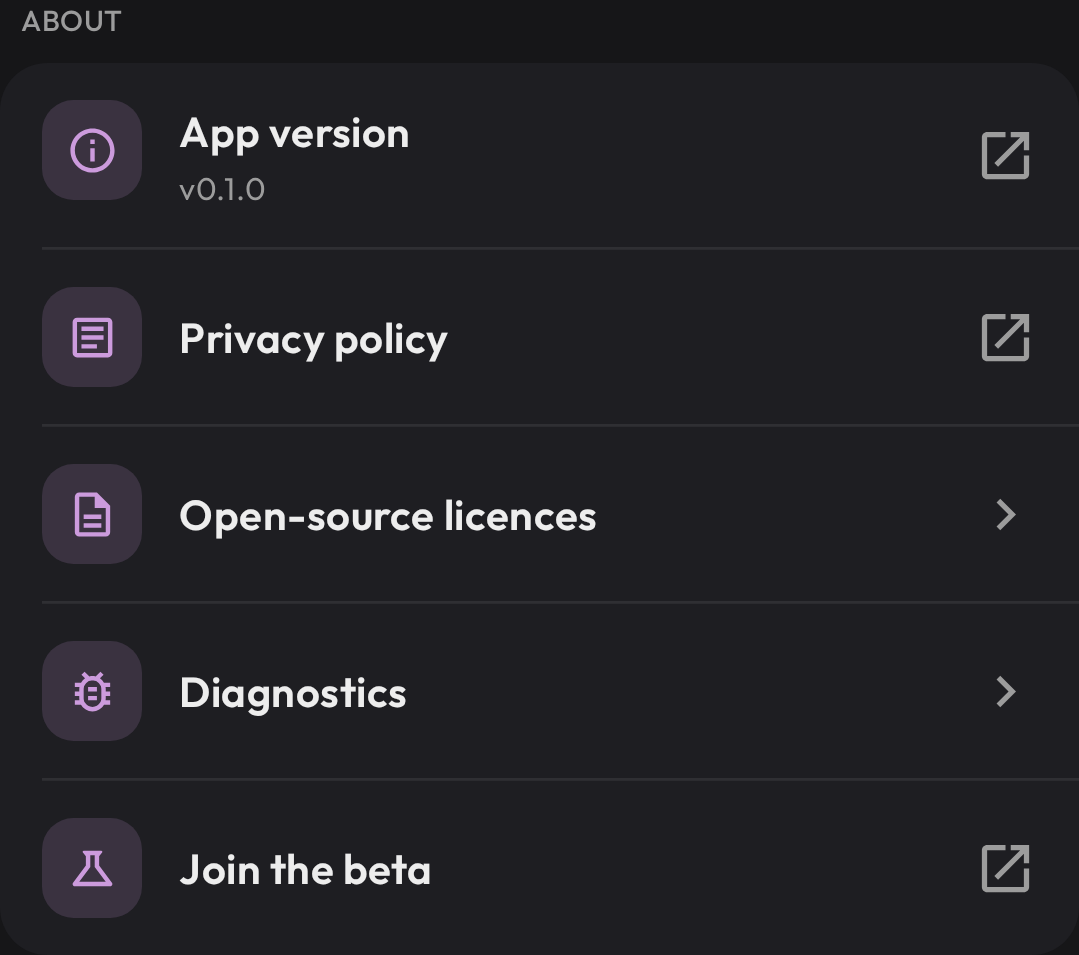 ABOUT
App version
v0.1.0
Privacy policy
Open-source licences
Diagnostics
Join the beta